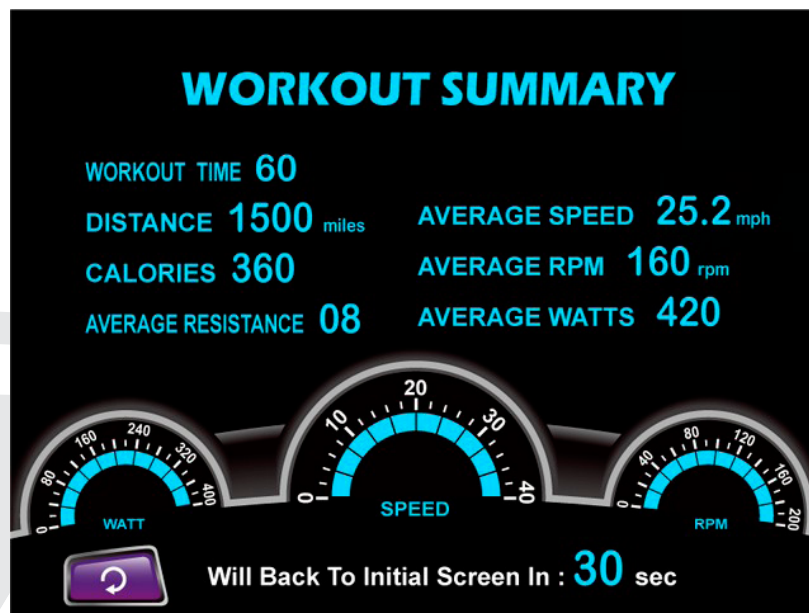 WORKOUT SUMMARY
WORKOUT TIME 60
DISTANCE 1500 miles
AVERAGE SPEED 25.2 mph
CALORIES 360
AVERAGE RPM 160 rpm
AVERAGE RESISTANCE 08
AVERAGE WATTS 420
0 80 160 240 320 400
WATT
0 10 20 30 40
SPEED
0 40 80 120 160 200
RPM
Will Back To Initial Screen In : 30 sec